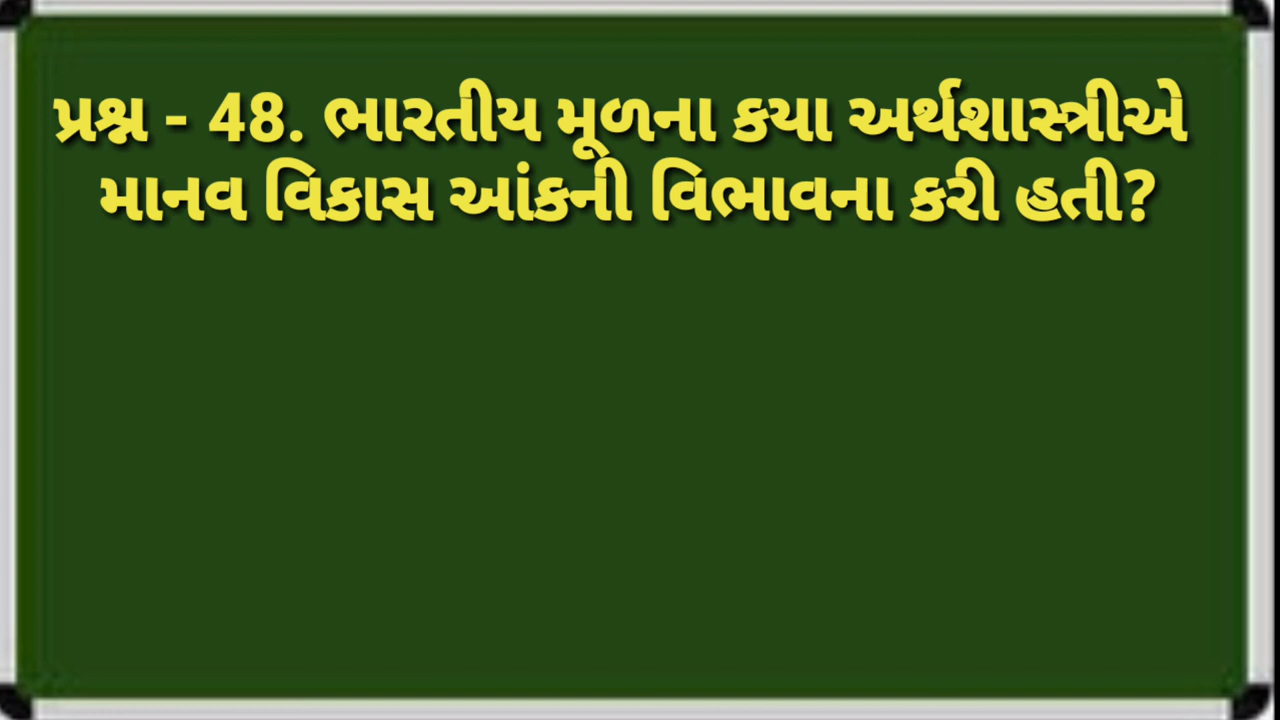 પ્રશ્ન - 48. ભારતીય મૂળના કયા અર્થશાસ્ત્રીએ
માનવ વિકાસ આંકની વિભાવના કરી હતી?